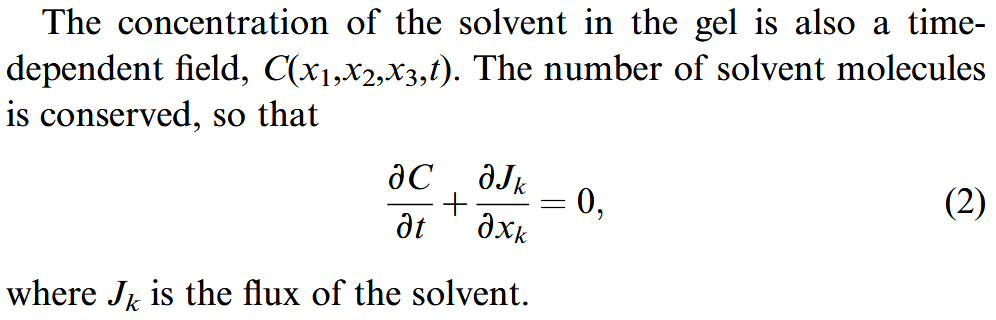 The concentration of the solvent in the gel is also a time-
dependent field, C(x₁,x₂,x₃,t). The number of solvent molecules
is conserved, so that
∂C/∂t + ∂Jₖ/∂xₖ = 0, (2)
where Jₖ is the flux of the solvent.